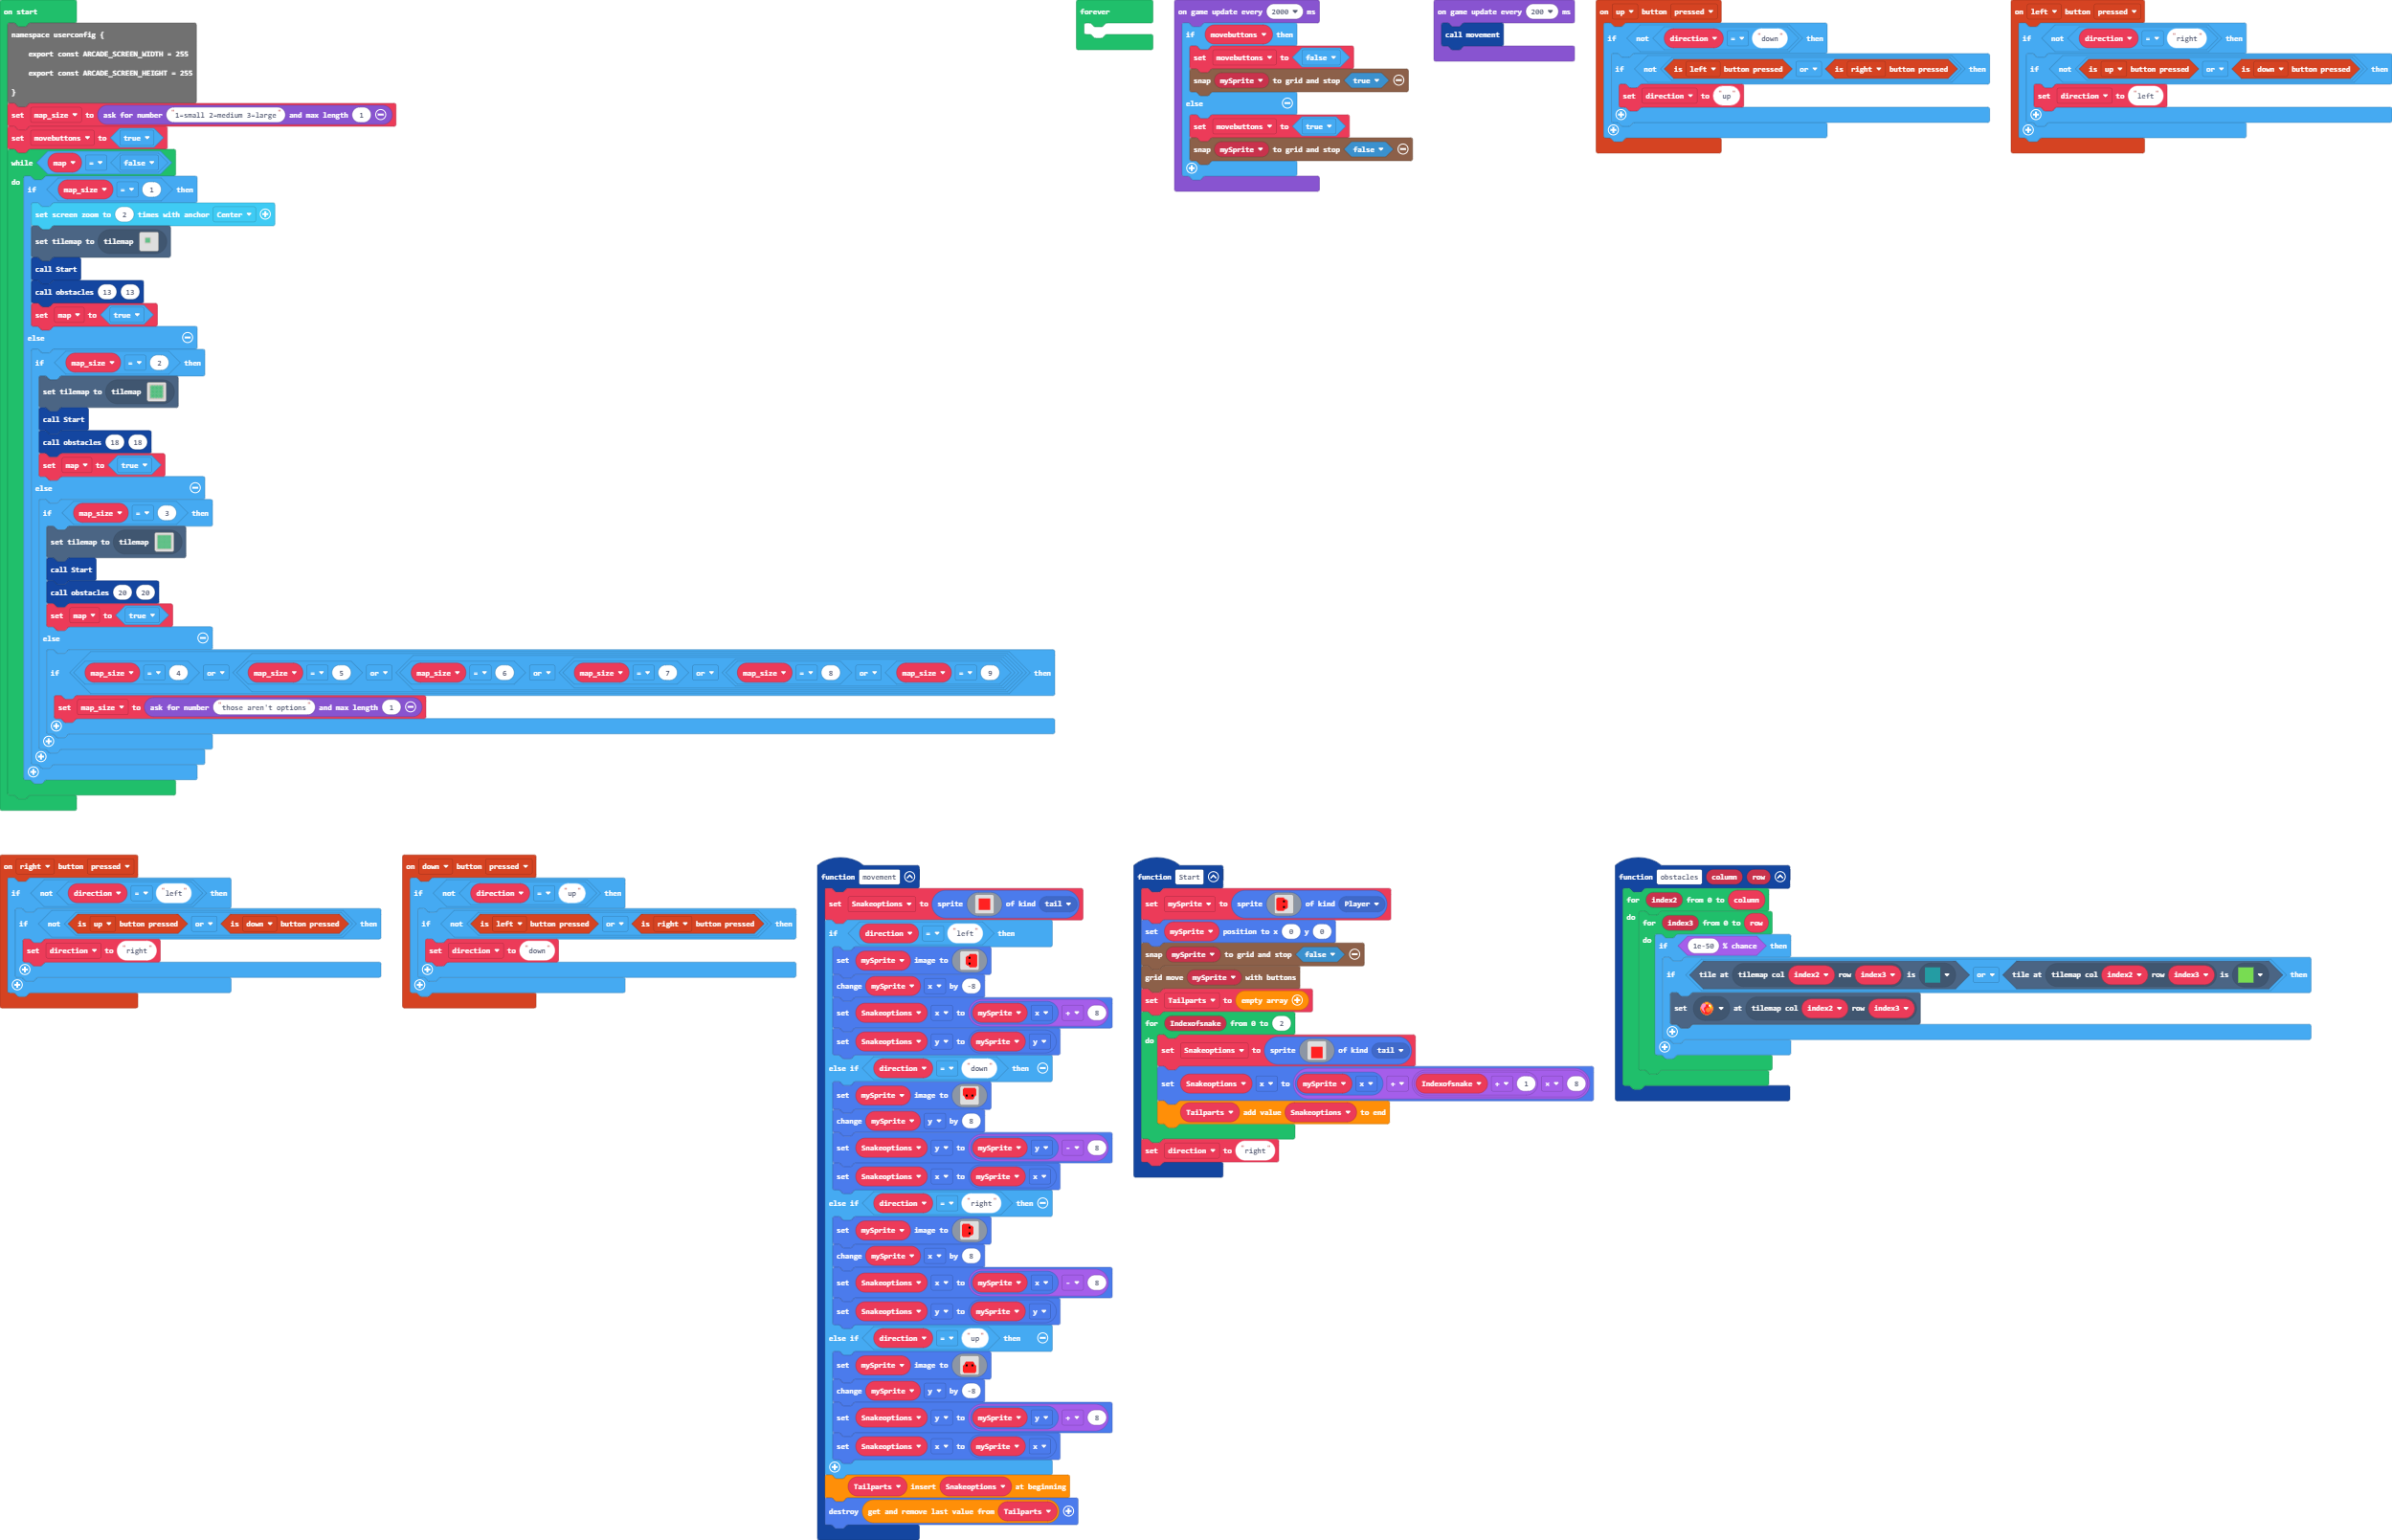 on start
namespace userconfig {
export const ARCADE_SCREEN_WIDTH = 255
export const ARCADE_SCREEN_HEIGHT = 255
}
set map_size to ask for number "1=small 2=medium 3=large" and max length 1
set movebuttons to true
while map = false
do if map_size = 1 then
set screen zoom to 2 times with anchor Center
set tilemap to tilemap
call Start
call obstacles 13 13
set map to true
else
if map_size = 2 then
set tilemap to tilemap
call Start
call obstacles 18 18
set map to true
else
if map_size = 3 then
set tilemap to tilemap
call Start
call obstacles 20 20
set map to true
else
if map_size = 4 or map_size = 5 or map_size = 6 or map_size = 7 or map_size = 8 or map_size = 9 then
set map_size to ask for number "those aren't options" and max length 1
forever
on game update every 2000 ms
if movebuttons then
set movebuttons to false
snap mySprite to grid and stop true
else
set movebuttons to true
snap mySprite to grid and stop false
on game update every 200 ms
call movement
on up button pressed
if not direction = "down" then
if not is left button pressed or is right button pressed then
set direction to "up"
on left button pressed
if not direction = "right" then
if not is up button pressed or is down button pressed then
set direction to "left"
on right button pressed
if not direction = "left" then
if not is up button pressed or is down button pressed then
set direction to "right"
on down button pressed
if not direction = "up" then
if not is left button pressed or is right button pressed then
set direction to "down"
function movement
set Snakeoptions to sprite of kind tail
if direction = "left" then
set mySprite image to
change mySprite x by -8
set Snakeoptions x to mySprite x + 8
set Snakeoptions y to mySprite y
else if direction = "down" then
set mySprite image to
change mySprite y by 8
set Snakeoptions y to mySprite y - 8
set Snakeoptions x to mySprite x
else if direction = "right" then
set mySprite image to
change mySprite x by 8
set Snakeoptions x to mySprite x - 8
set Snakeoptions y to mySprite y
else if direction = "up" then
set mySprite image to
change mySprite y by -8
set Snakeoptions y to mySprite y + 8
set Snakeoptions x to mySprite x
Tailparts insert Snakeoptions at beginning
destroy get and remove last value from Tailparts
function Start
set mySprite to sprite of kind Player
set mySprite position to x 0 y 0
snap mySprite to grid and stop false
grid move mySprite with buttons
set Tailparts to empty array
for Indexofsnake from 0 to 2
do set Snakeoptions to sprite of kind tail
set Snakeoptions x to mySprite x + Indexofsnake + 1 x 8
Tailparts add value Snakeoptions to end
set direction to "right"
function obstacles column row
for index2 from 0 to column
do for index3 from 0 to row
do if 1e-50 % chance then
if tile at tilemap col index2 row index3 is or tile at tilemap col index2 row index3 is then
set at tilemap col index2 row index3